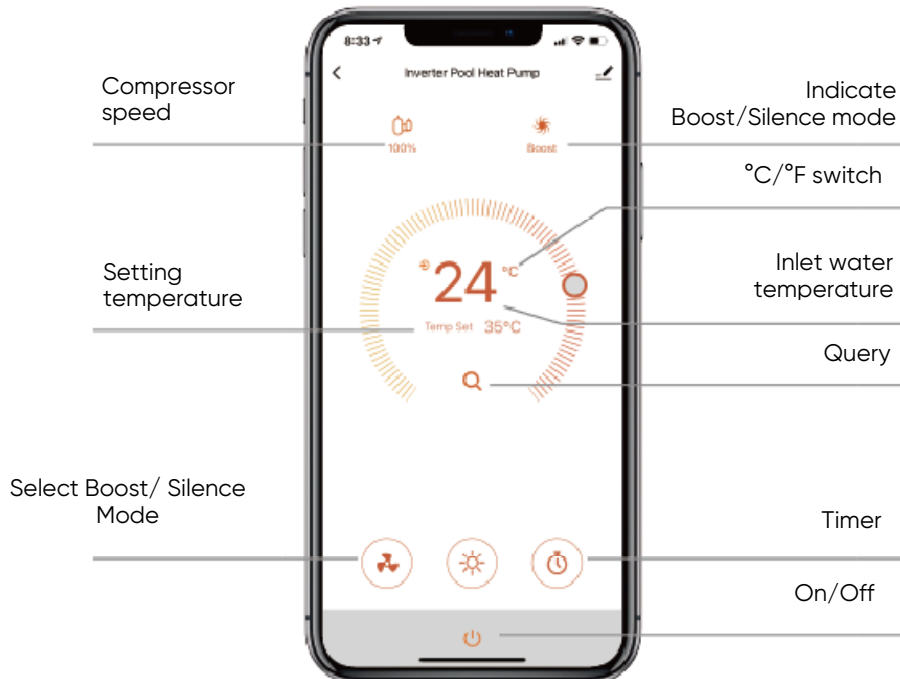 8:33
Inverter Pool Heat Pump
Compressor
speed
Indicate
Boost/Silence mode
100%
Boost
°C/°F switch
Setting
temperature
24 °C
Inlet water
temperature
Temp Set 35°C
Query
Select Boost/ Silence
Mode
Timer
On/Off